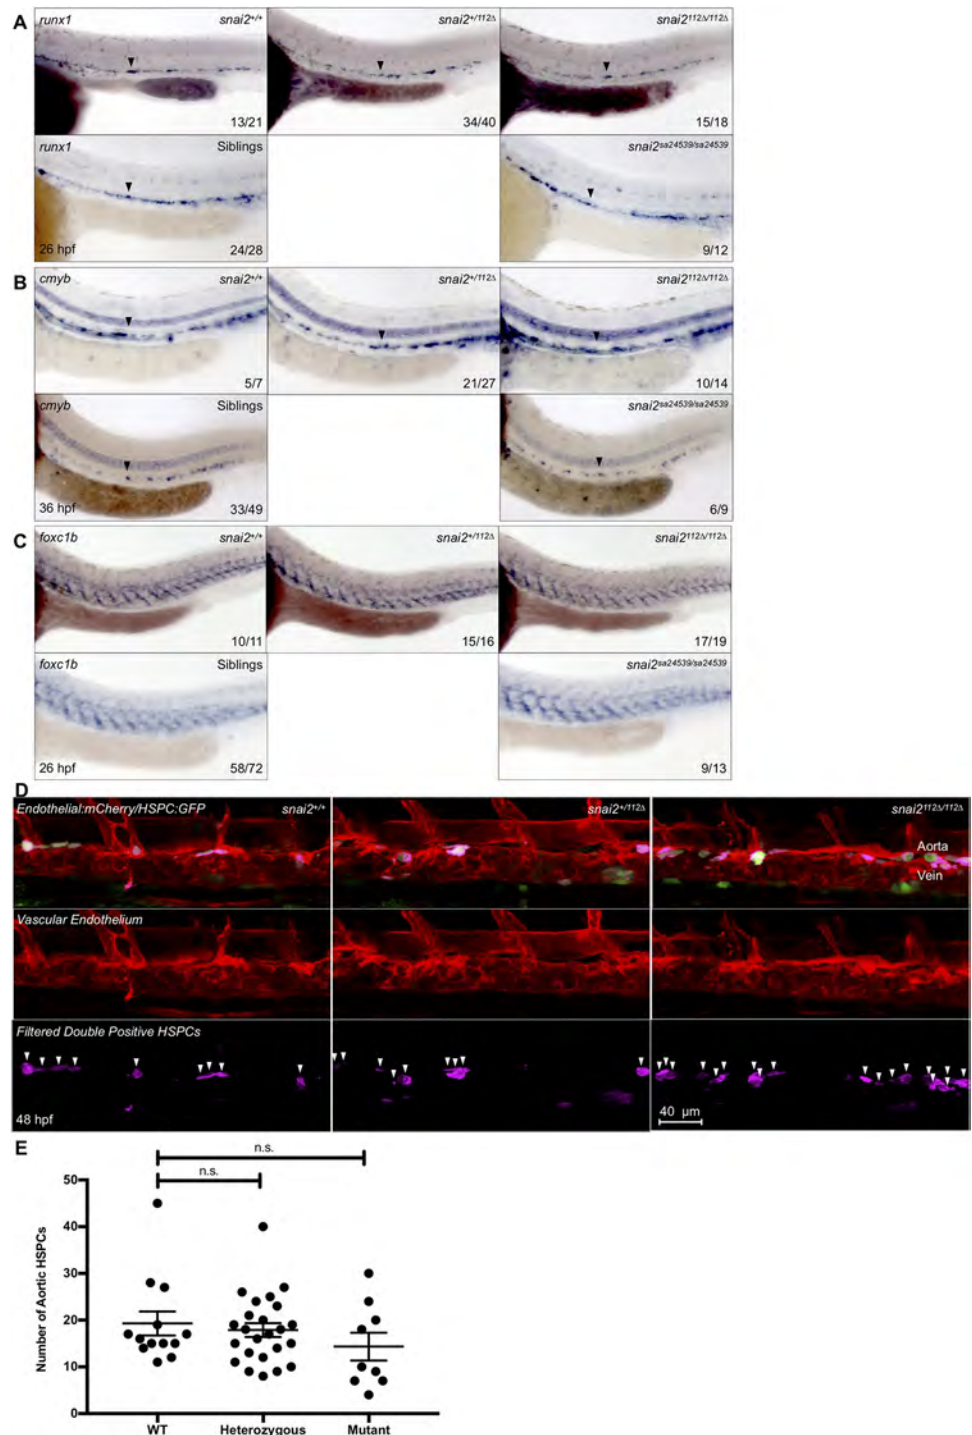 A
runx1 snai2+/+ snai2+/112Δ snai2112Δ/112Δ
13/21 34/40 15/18
runx1 Siblings snai2sa24539/sa24539
26 hpf 24/28 9/12
B
cmyb snai2+/+ snai2+/112Δ snai2112Δ/112Δ
5/7 21/27 10/14
cmyb Siblings snai2sa24539/sa24539
36 hpf 33/49 6/9
C
foxc1b snai2+/+ snai2+/112Δ snai2112Δ/112Δ
10/11 15/16 17/19
foxc1b Siblings snai2sa24539/sa24539
26 hpf 58/72 9/13
D
Endothelial:mCherry/HSPC:GFP snai2+/+ snai2+/112Δ snai2112Δ/112Δ
Aorta
Vein
Vascular Endothelium
Filtered Double Positive HSPCs
48 hpf 40 µm
E
n.s.
n.s.
Number of Aortic HSPCs
50
40
30
20
10
0
WT Heterozygous Mutant